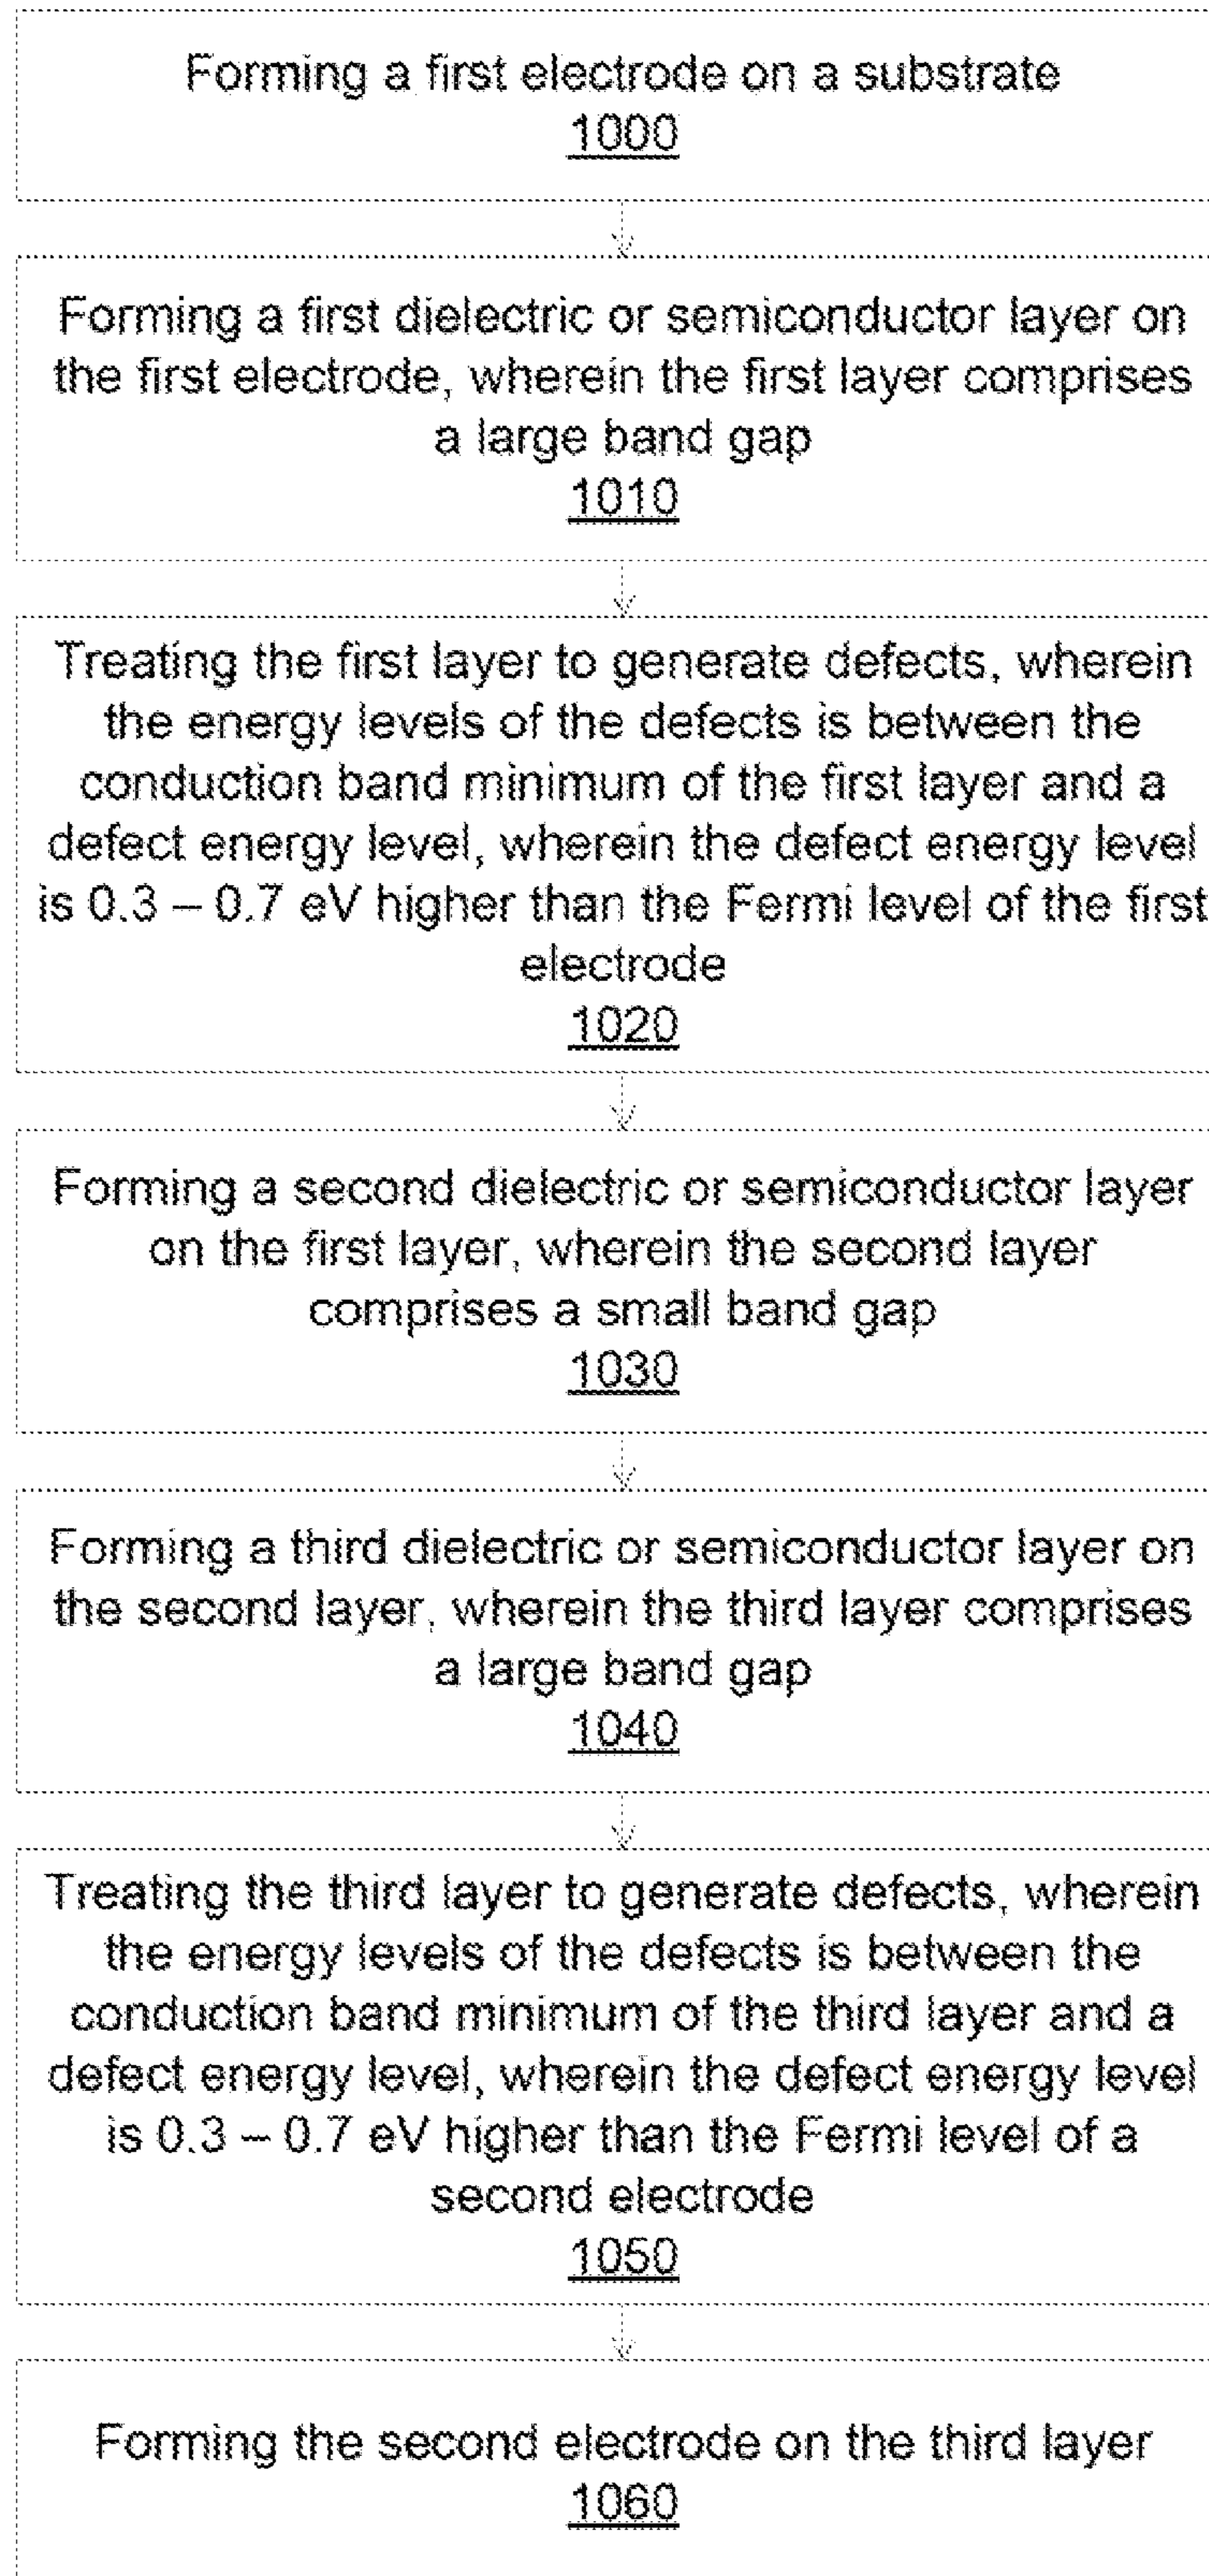 Forming a first electrode on a substrate
1000
Forming a first dielectric or semiconductor layer on
the first electrode, wherein the first layer comprises
a large band gap
1010
Treating the first layer to generate defects, wherein
the energy levels of the defects is between the
conduction band minimum of the first layer and a
defect energy level, wherein the defect energy level
is 0.3 – 0.7 eV higher than the Fermi level of the first
electrode
1020
Forming a second dielectric or semiconductor layer
on the first layer, wherein the second layer
comprises a small band gap
1030
Forming a third dielectric or semiconductor layer on
the second layer, wherein the third layer comprises
a large band gap
1040
Treating the third layer to generate defects, wherein
the energy levels of the defects is between the
conduction band minimum of the third layer and a
defect energy level, wherein the defect energy level
is 0.3 – 0.7 eV higher than the Fermi level of a
second electrode
1050
Forming the second electrode on the third layer
1060